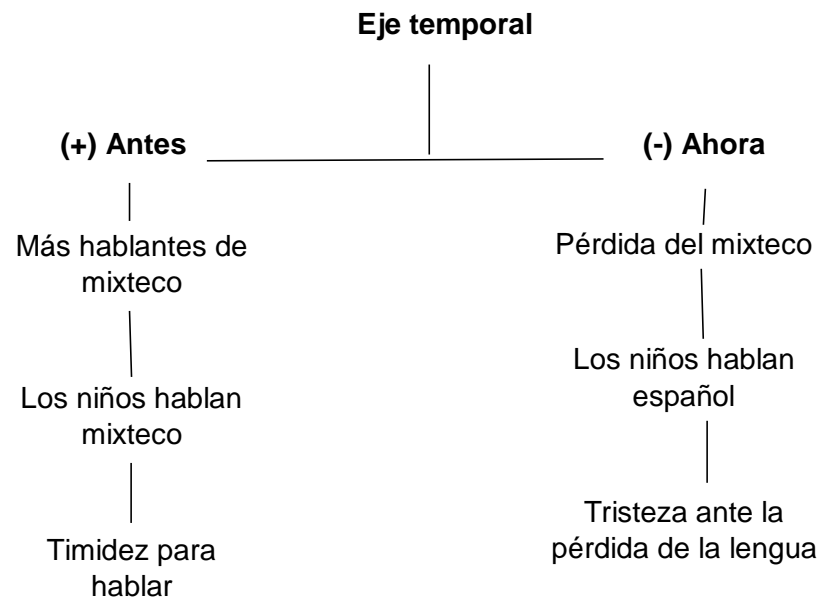 Eje temporal
(+) Antes
(-) Ahora
Más hablantes de
mixteco
Pérdida del mixteco
Los niños hablan
mixteco
Los niños hablan
español
Timidez para
hablar
Tristeza ante la
pérdida de la lengua